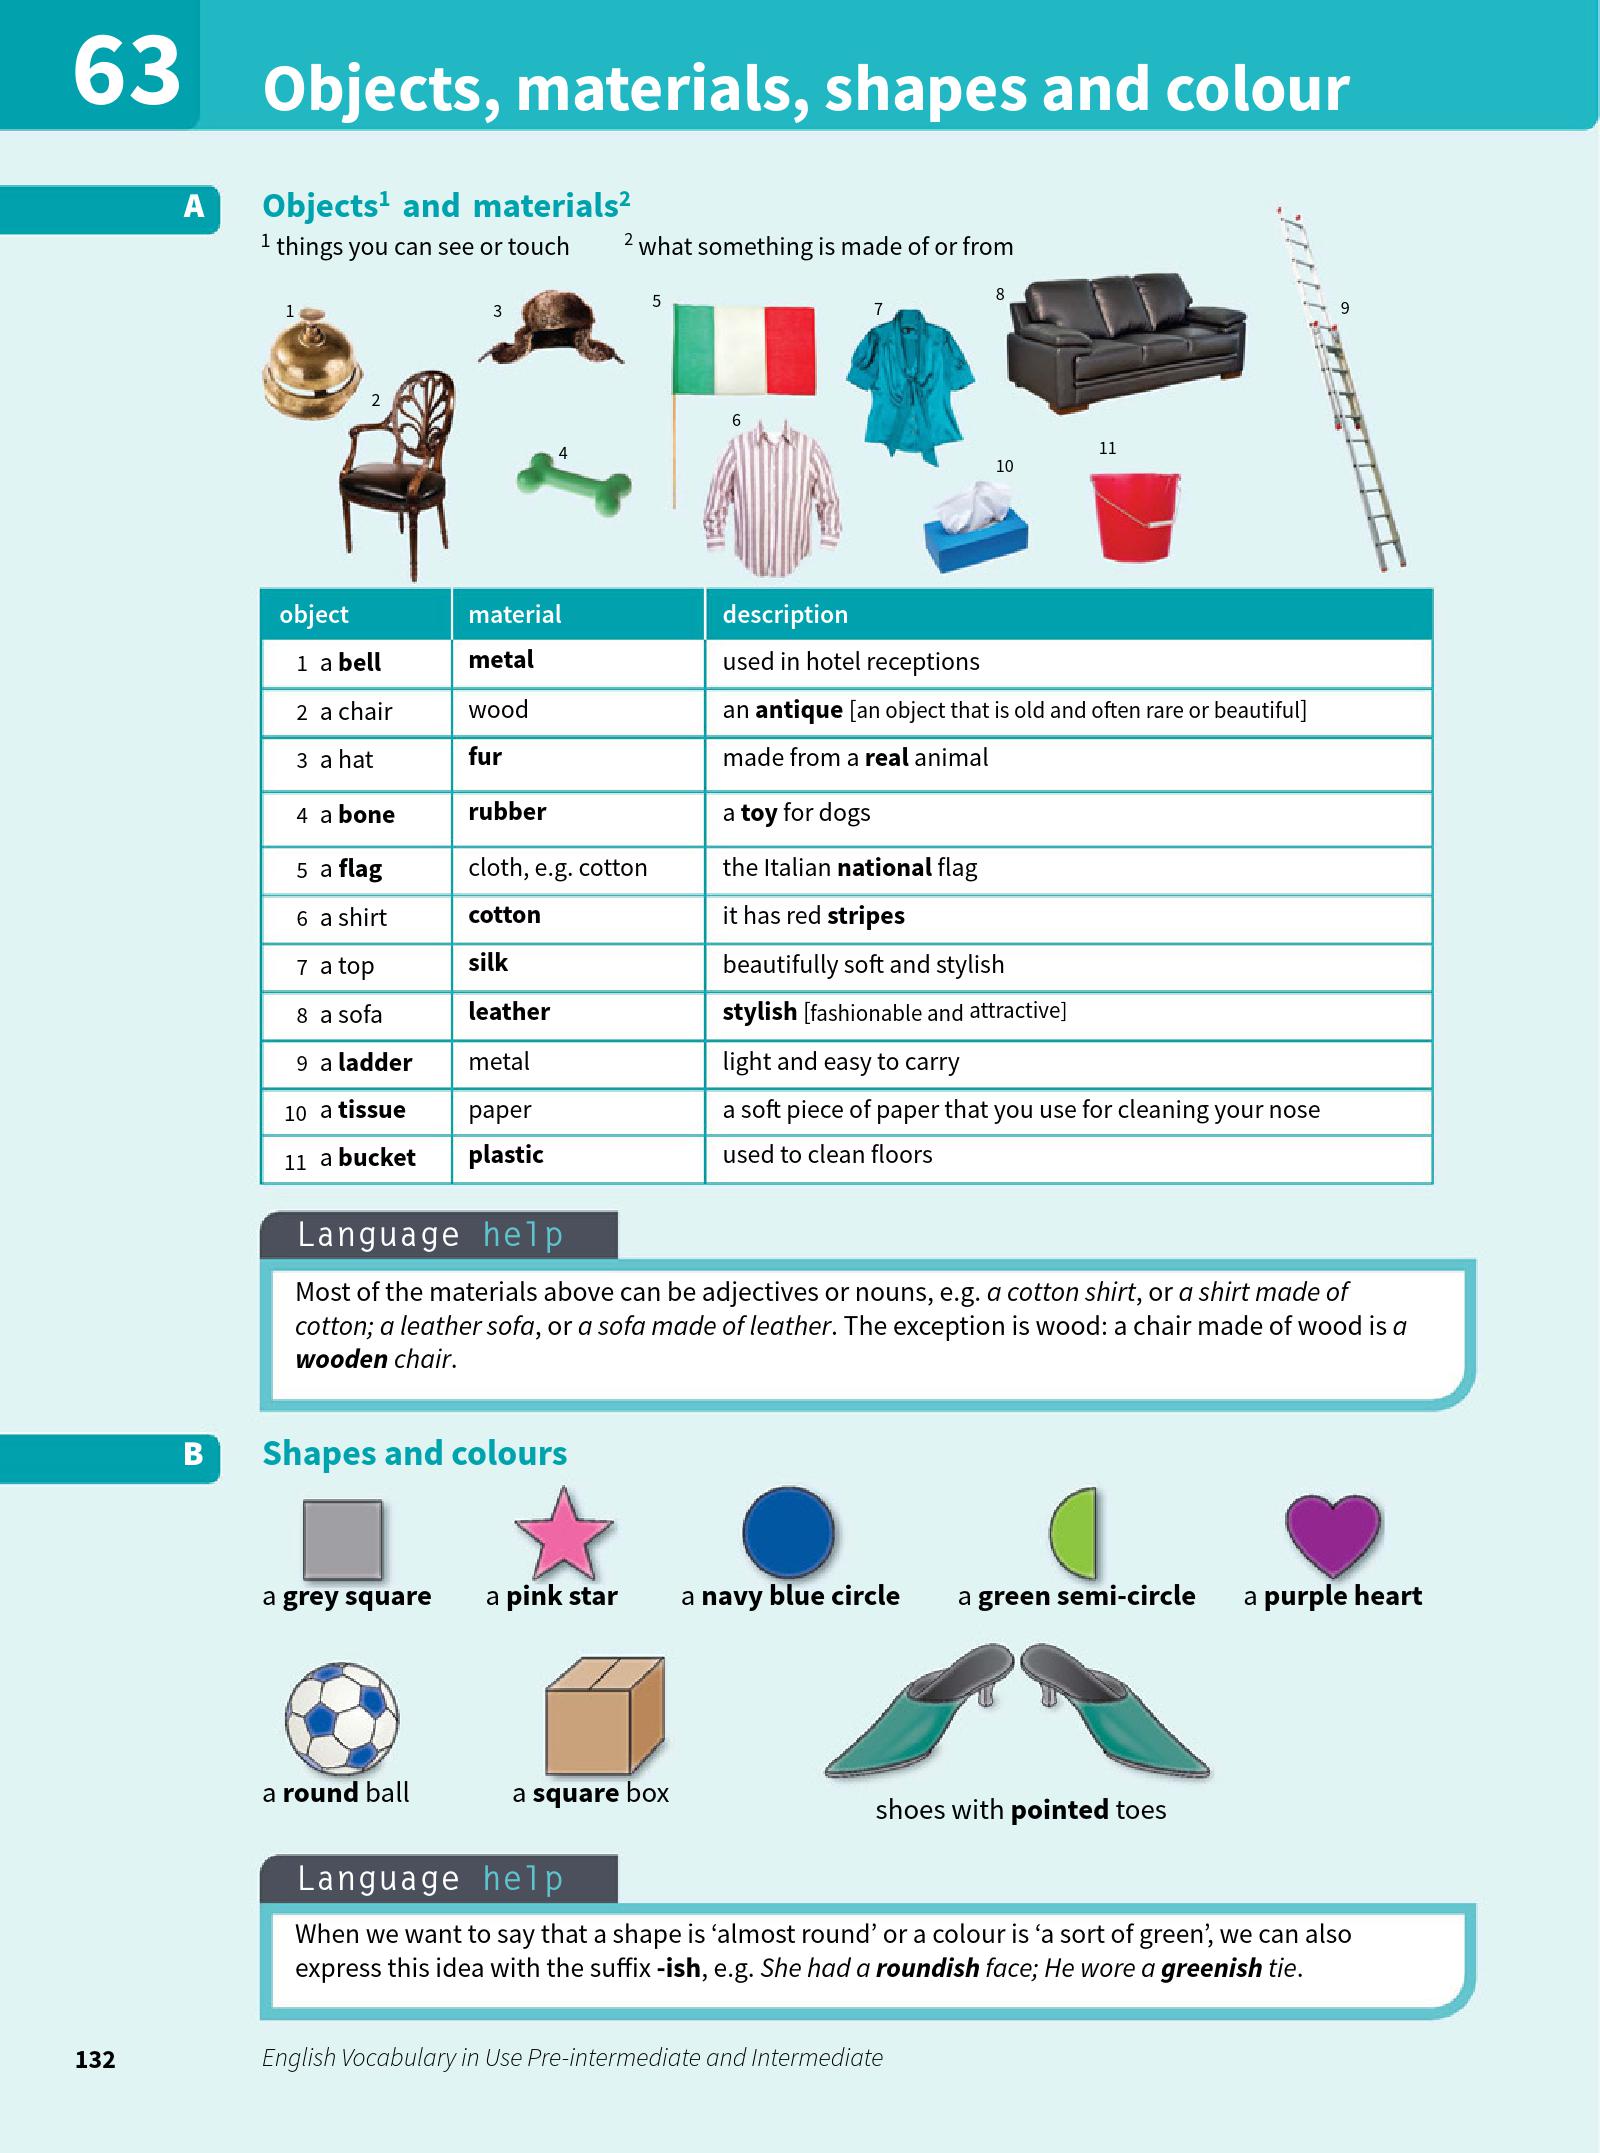 63
Objects, materials, shapes and colour
A
Objects¹ and materials²
¹ things you can see or touch ² what something is made of or from
1
2
3
4
5
6
7
8
9
10
11
object material description
1 a bell metal used in hotel receptions
2 a chair wood an antique [an object that is old and often rare or beautiful]
3 a hat fur made from a real animal
4 a bone rubber a toy for dogs
5 a flag cloth, e.g. cotton the Italian national flag
6 a shirt cotton it has red stripes
7 a top silk beautifully soft and stylish
8 a sofa leather stylish [fashionable and attractive]
9 a ladder metal light and easy to carry
10 a tissue paper a soft piece of paper that you use for cleaning your nose
11 a bucket plastic used to clean floors
Language help
Most of the materials above can be adjectives or nouns, e.g. a cotton shirt, or a shirt made of
cotton; a leather sofa, or a sofa made of leather. The exception is wood: a chair made of wood is a
wooden chair.
B
Shapes and colours
a grey square a pink star a navy blue circle a green semi-circle a purple heart
a round ball a square box shoes with pointed toes
Language help
When we want to say that a shape is ‘almost round’ or a colour is ‘a sort of green’, we can also
express this idea with the suffix -ish, e.g. She had a roundish face; He wore a greenish tie.
132 English Vocabulary in Use Pre-intermediate and Intermediate